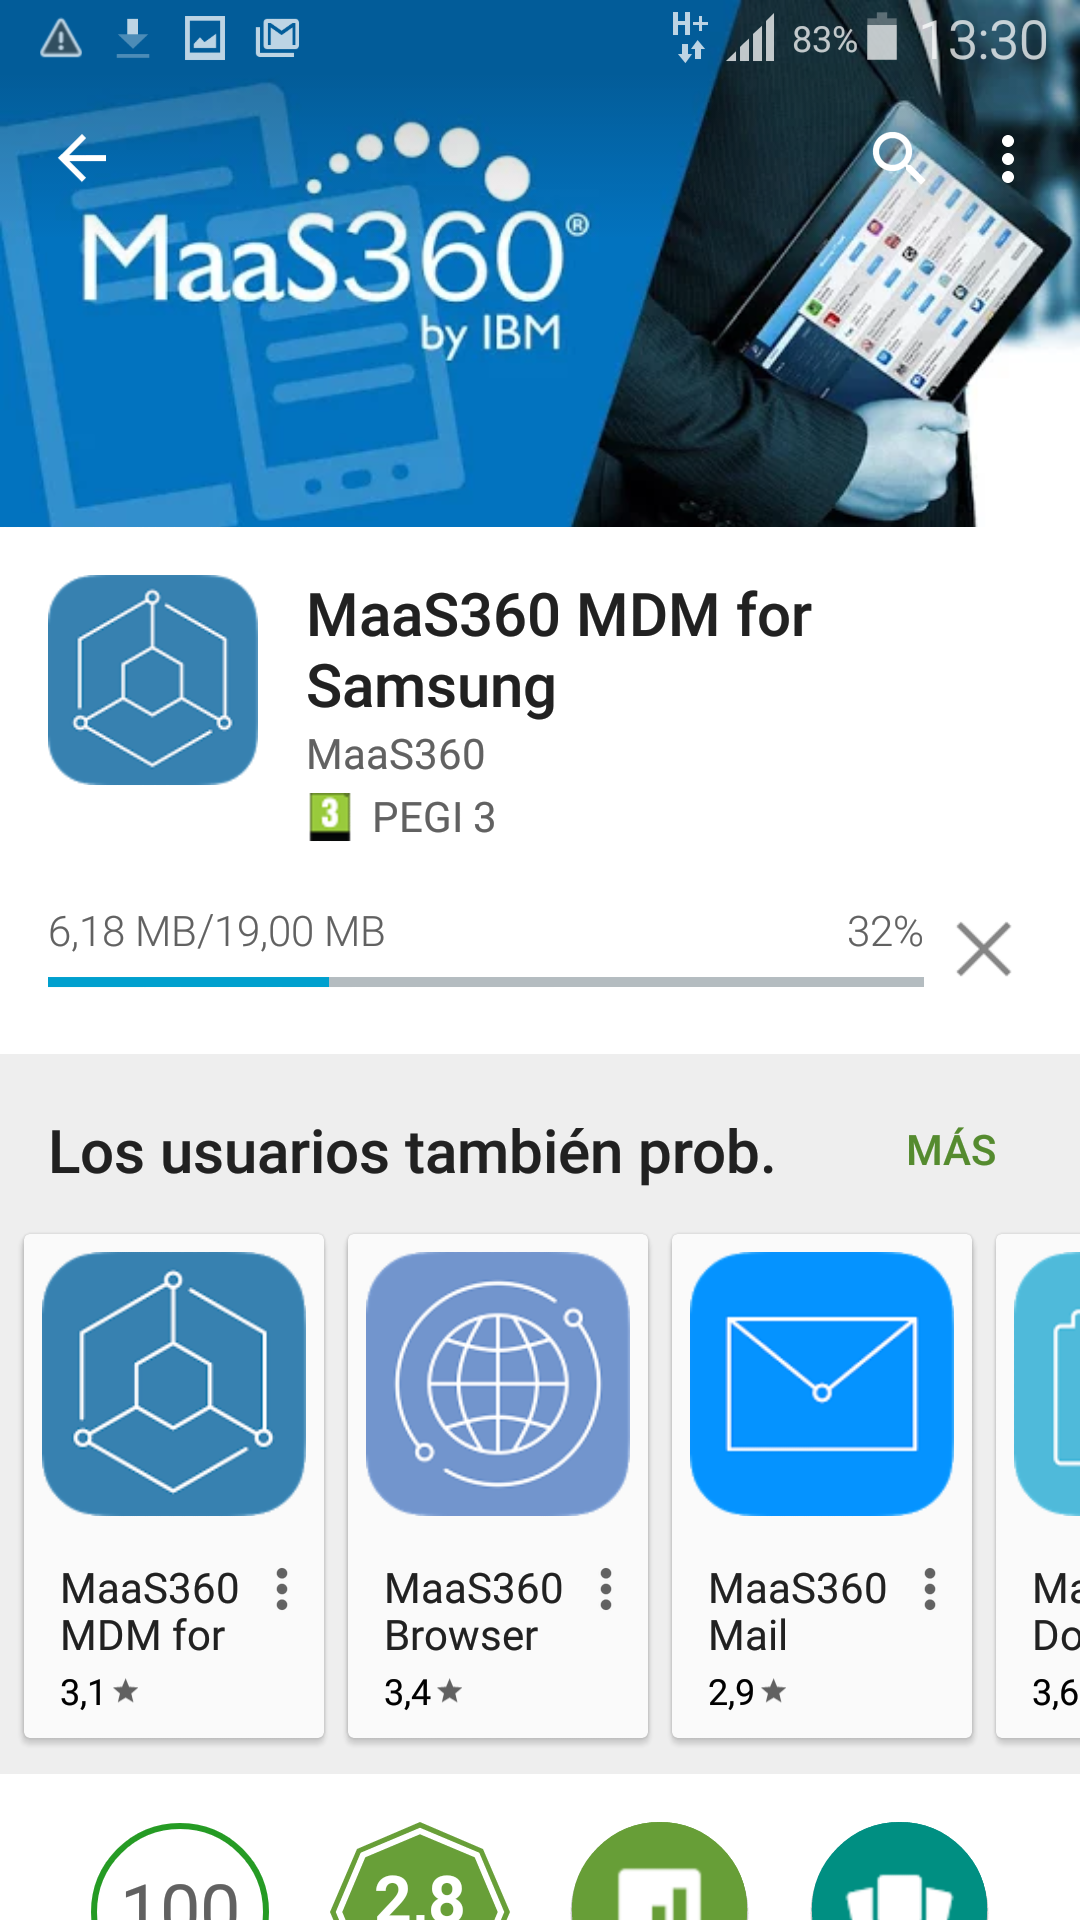 H+
83%
13:30
MaaS360®
by IBM
MaaS360 MDM for
Samsung
MaaS360
3 PEGI 3
6,18 MB/19,00 MB 32%
Los usuarios también prob. MÁS
MaaS360
MDM for
3,1
MaaS360
Browser
3,4
MaaS360
Mail
2,9
Ma
Do
3,6
100
2,8